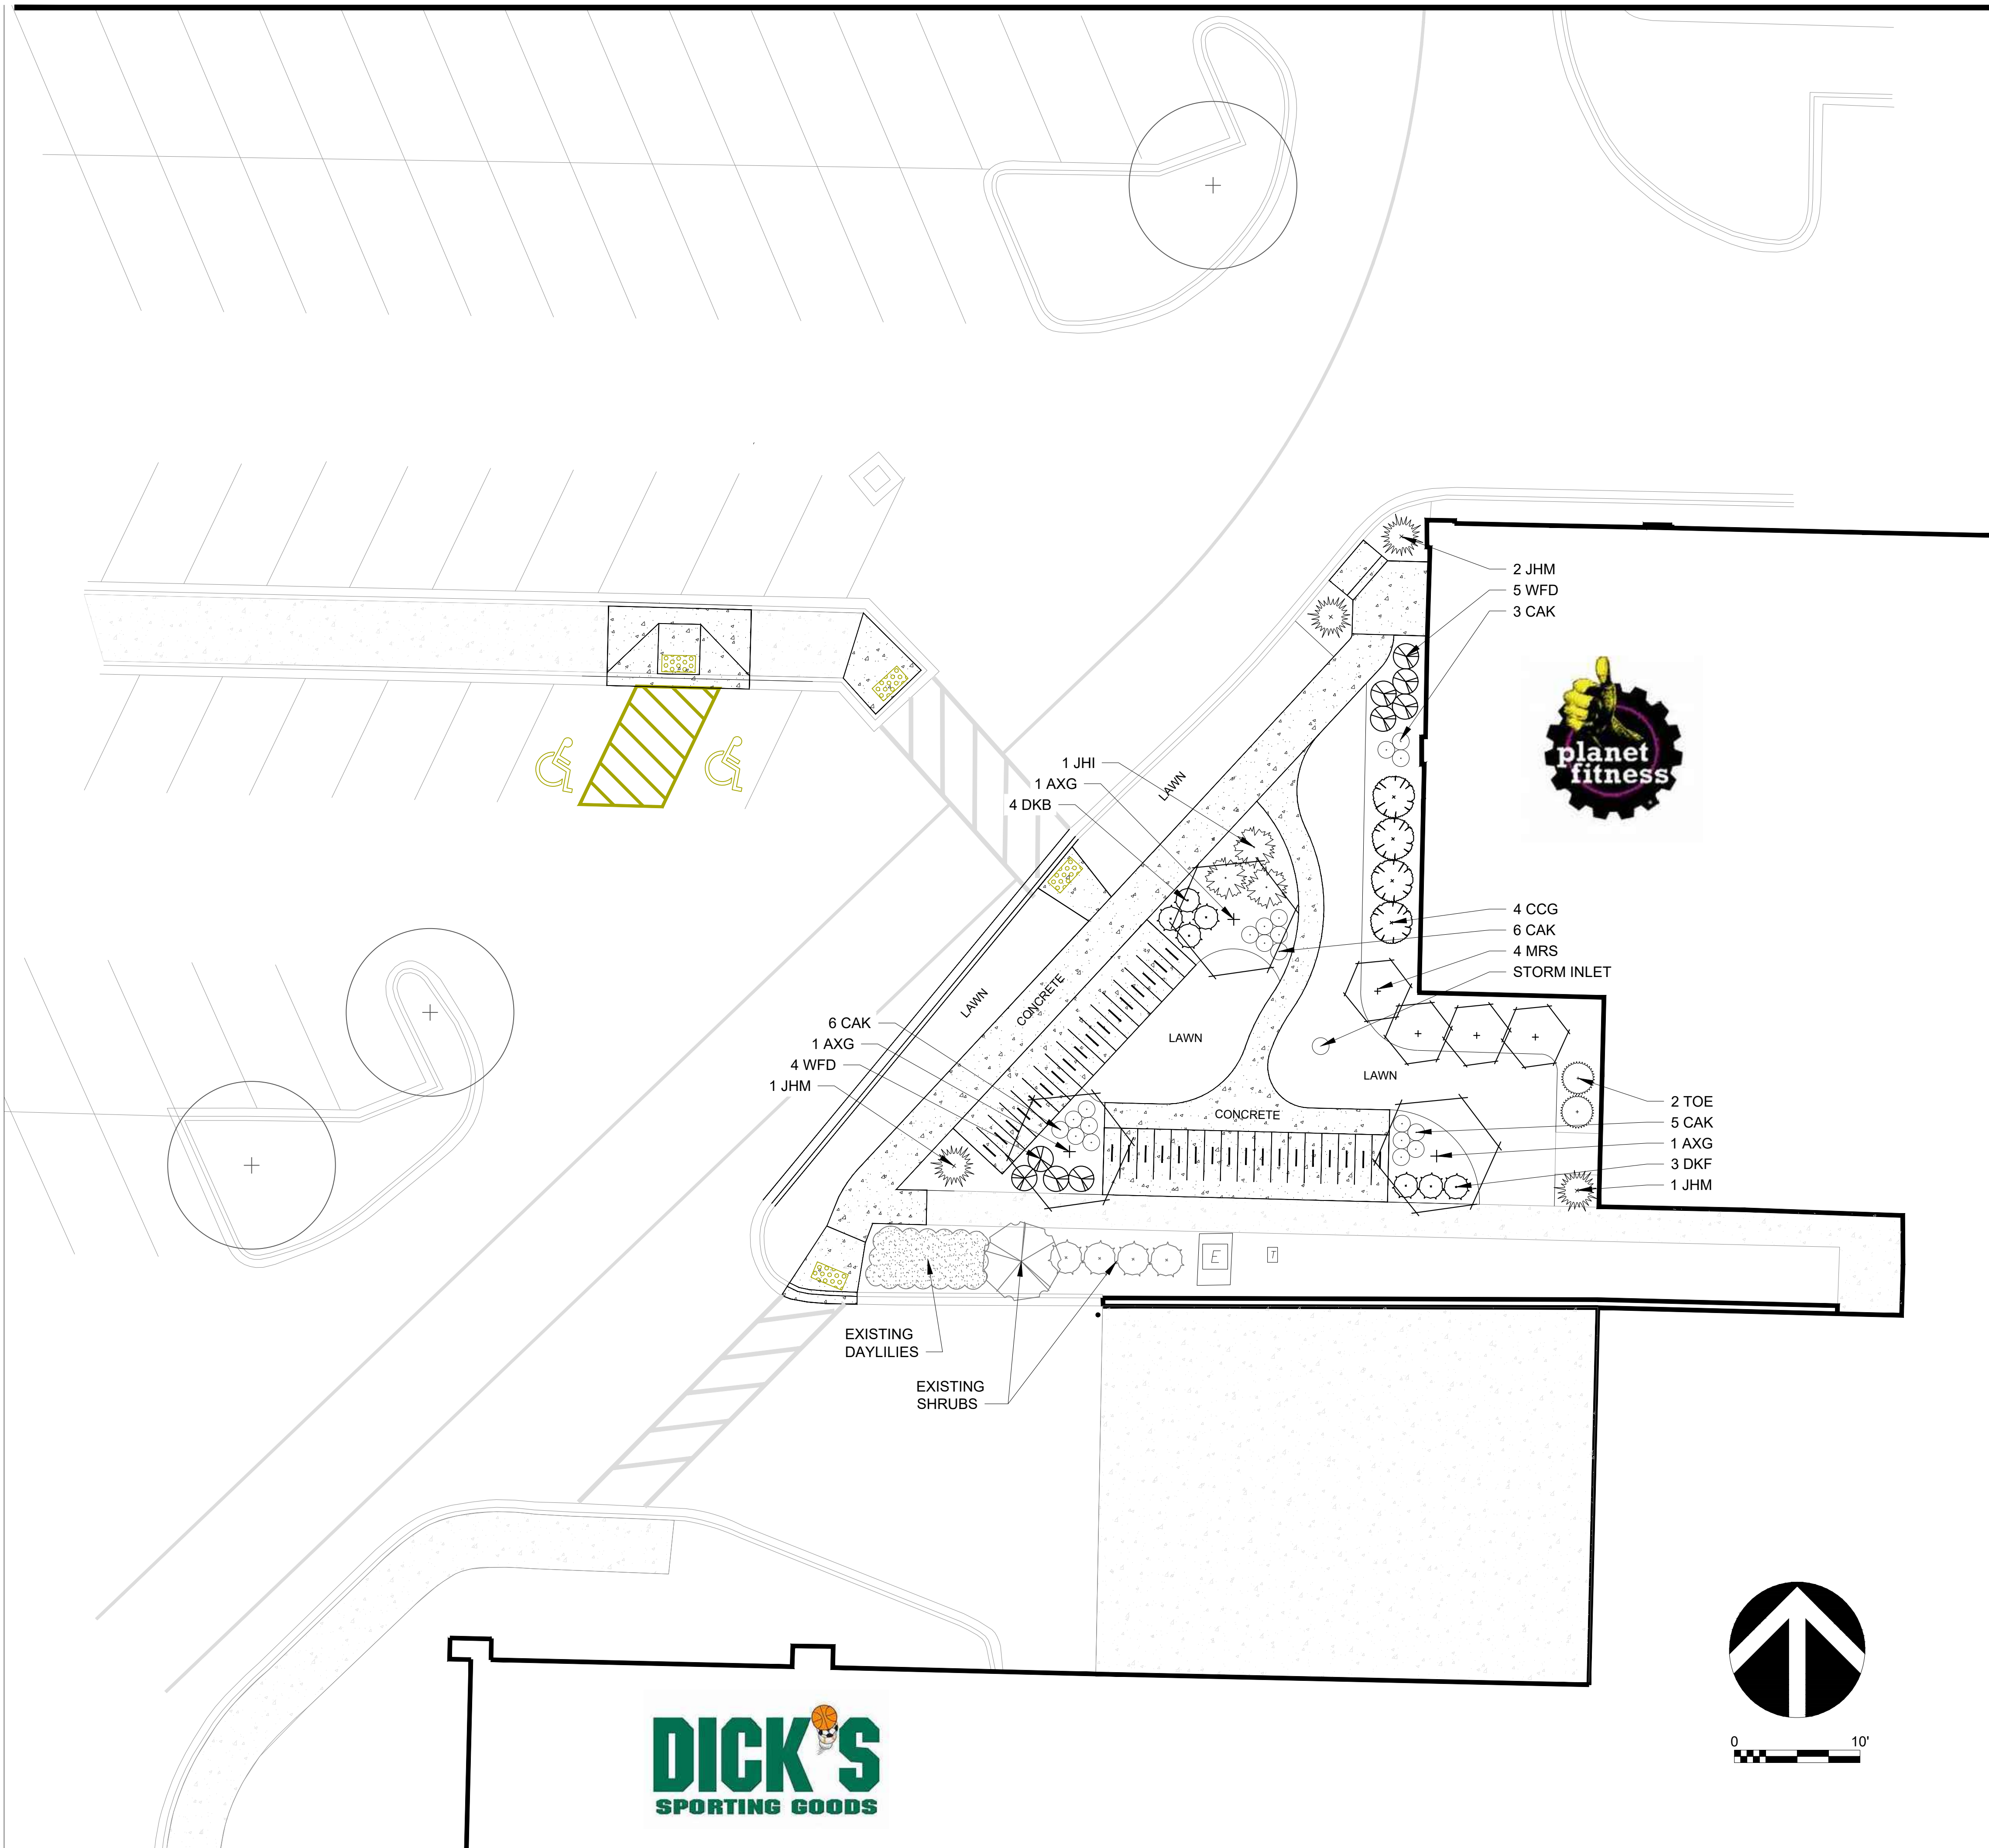 2 JHM
5 WFD
3 CAK
planet
fitness
LAWN
1 JHI
1 AXG
4 DKB
4 CCG
6 CAK
4 MRS
STORM INLET
LAWN
CONCRETE
6 CAK
1 AXG
4 WFD
1 JHM
LAWN
LAWN
CONCRETE
2 TOE
5 CAK
1 AXG
3 DKF
1 JHM
E
T
EXISTING
DAYLILIES
EXISTING
SHRUBS
DICK'S
SPORTING GOODS
0 10'